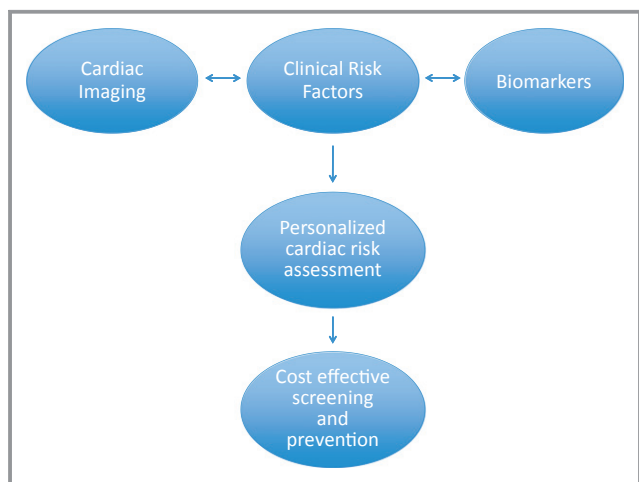 Cardiac
Imaging
Clinical Risk
Factors
Biomarkers
Personalized
cardiac risk
assessment
Cost effective
screening
and
prevention